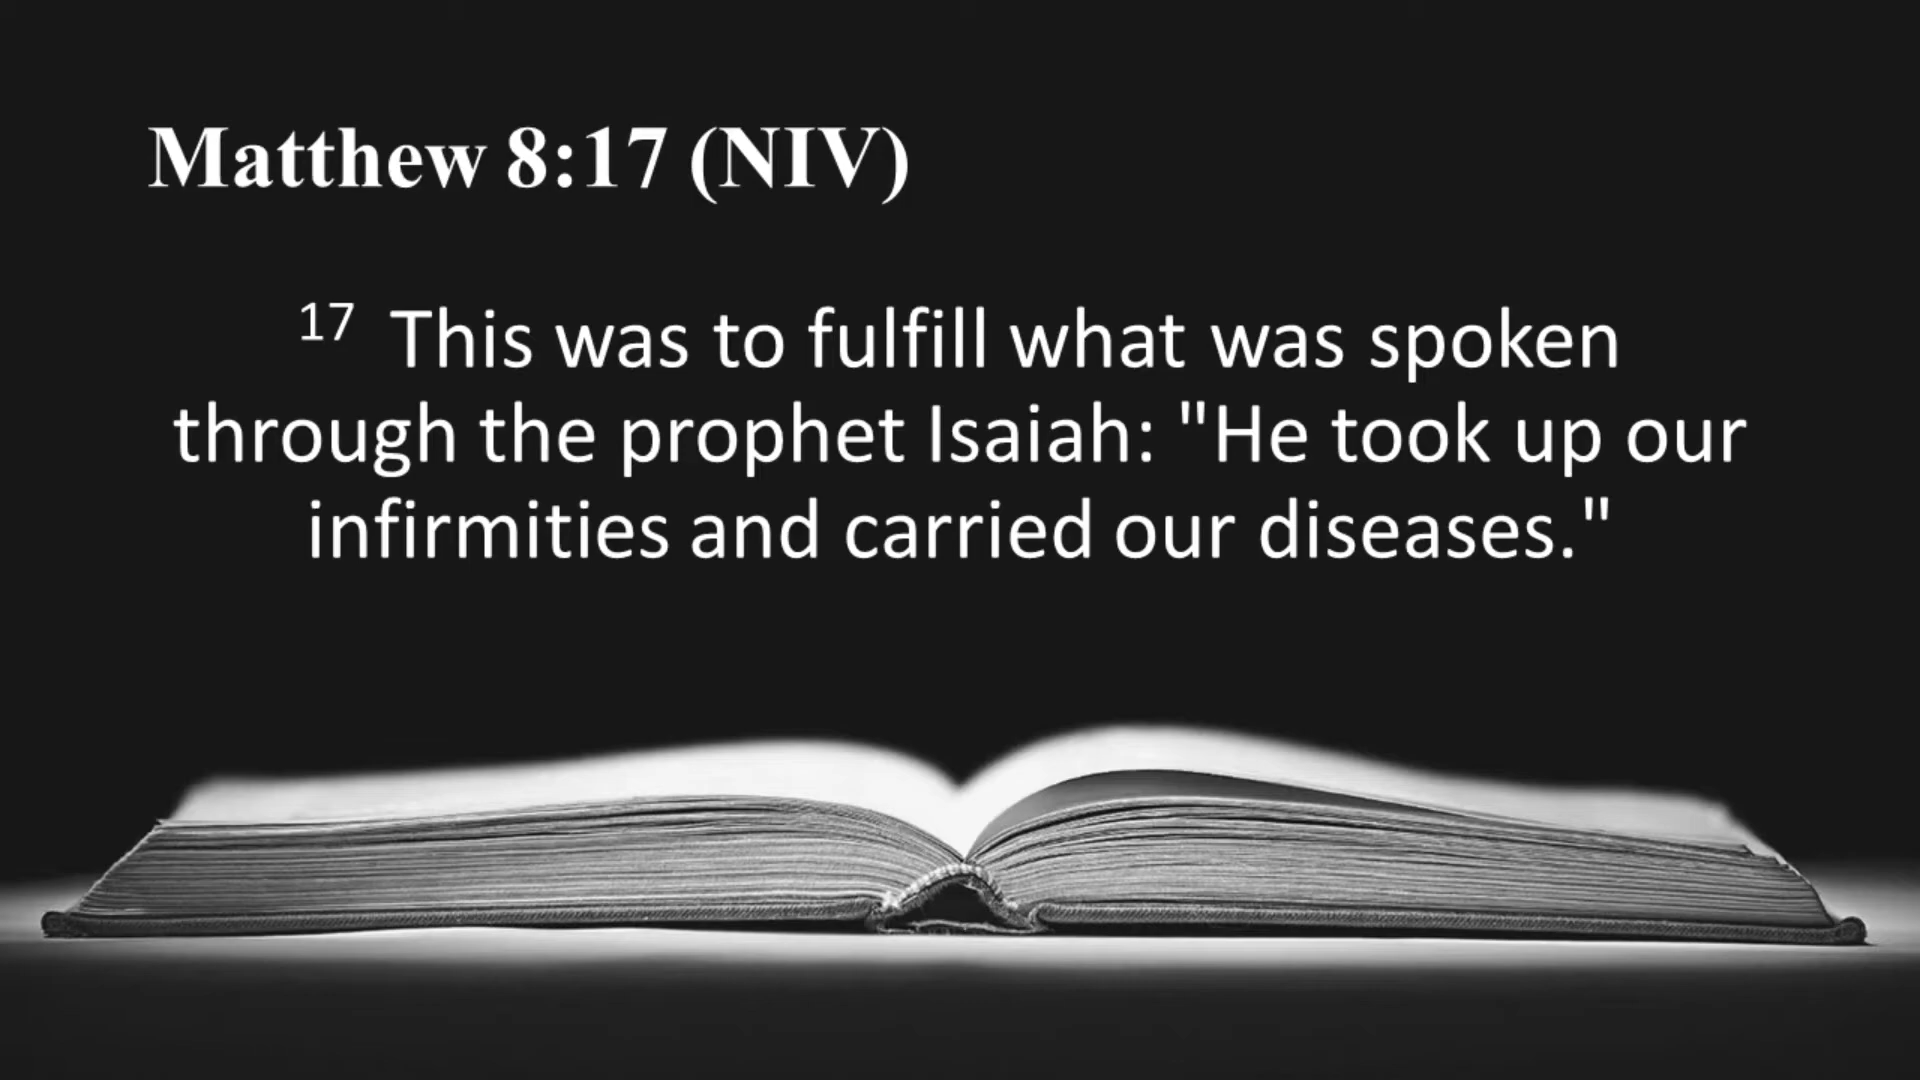 Matthew 8:17 (NIV)
17 This was to fulfill what was spoken
through the prophet Isaiah: "He took up our
infirmities and carried our diseases."